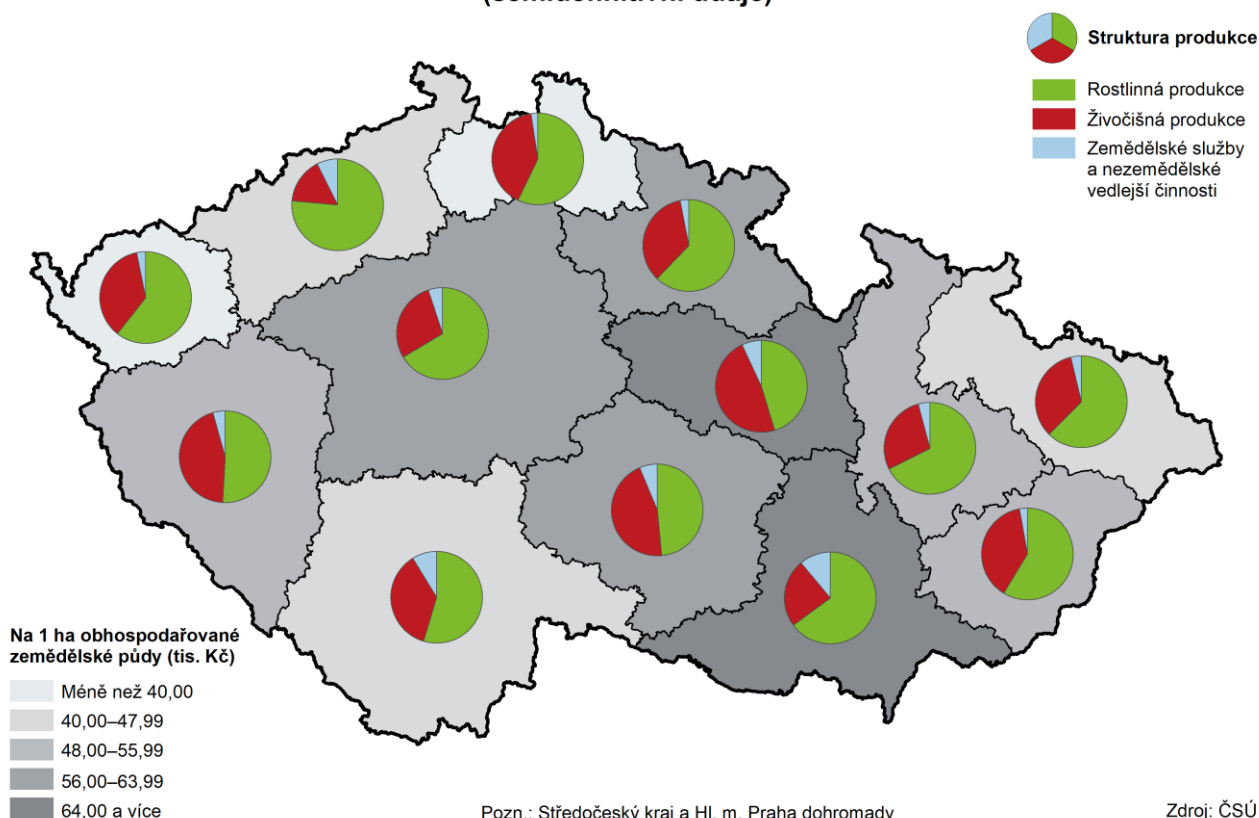 (semidefinitivní údaje)
Struktura produkce
Rostlinná produkce
Živočišná produkce
Zemědělské služby
a nezemědělské
vedlejší činnosti
Na 1 ha obhospodařované
zemědělské půdy (tis. Kč)
Méně než 40,00
40,00–47,99
48,00–55,99
56,00–63,99
64.00 a více
Pozn.: Středočeský kraj a Hl. m. Praha dohromady
Zdroj: ČSÚ